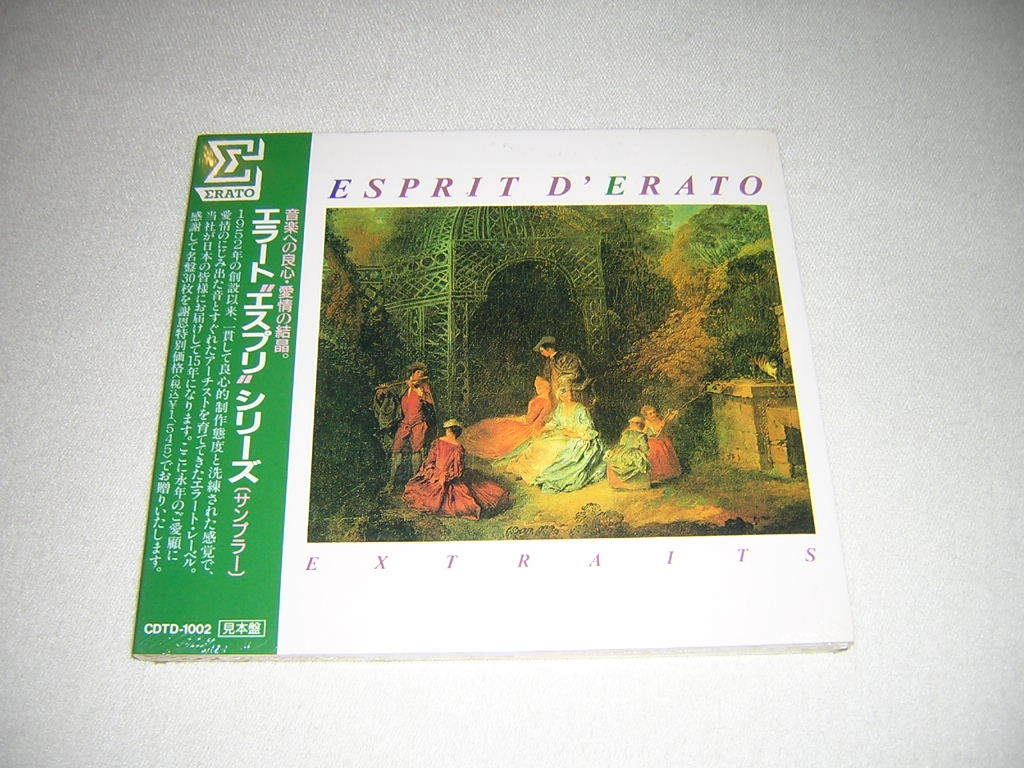 ERATO
音楽への良心・愛情の結晶。
エラート"エスプリ"シリーズ(サンプラー)
1952年の創設以来、一貫して良心的制作態度と洗練された感覚で、
愛情のにじみ出た音とすぐれたアーチストを育ててきたエラート・レーベル。
当社が日本の皆様にお届けして15年になります。ここに永年のご愛顧に
感謝して名盤30枚を謝恩特別価格(税込¥1,545)でお贈りいたします。
CDTD-1002 見本盤
ESPRIT D'ERATO
EXTRAITS